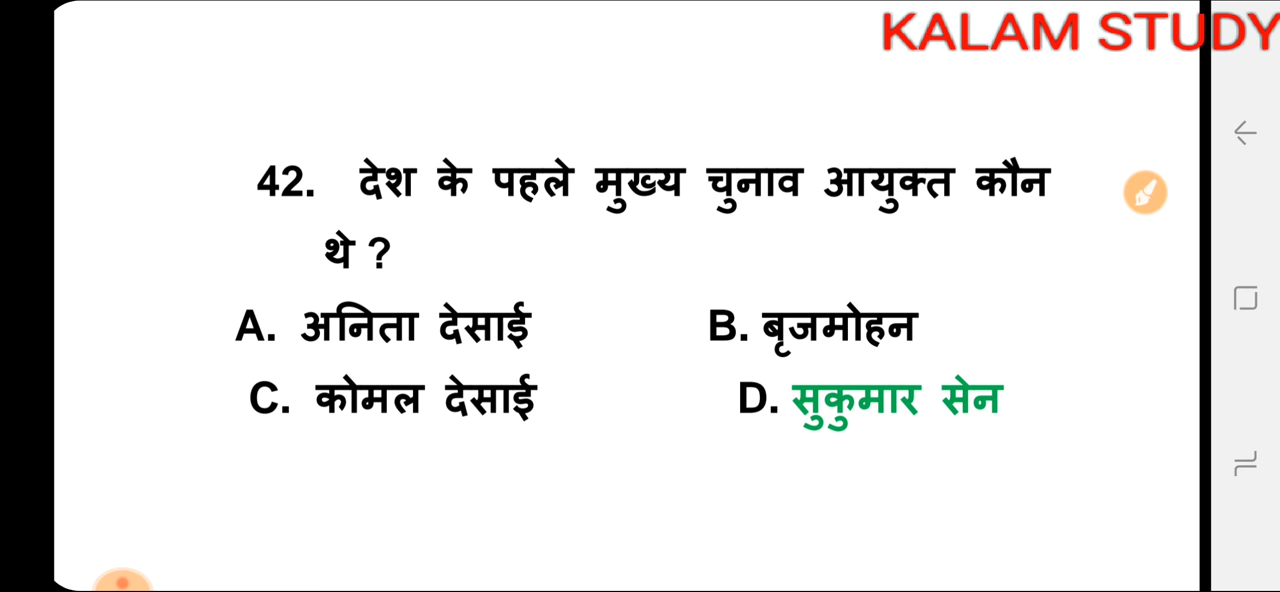 KALAM STUDY
42. देश के पहले मुख्य चुनाव आयुक्त कौन
थे ?
A. अनिता देसाई B. बृजमोहन
C. कोमल देसाई D. सुकुमार सेन